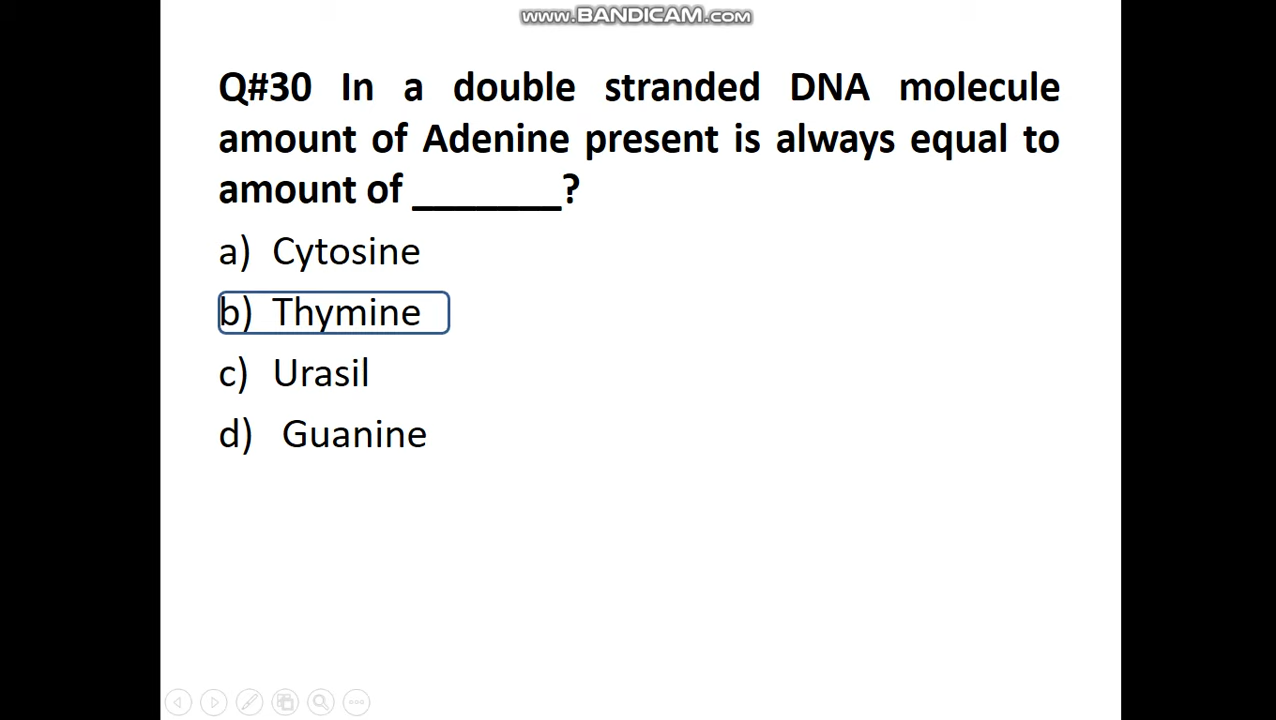 www.BANDICAM.com
Q#30 In a double stranded DNA molecule
amount of Adenine present is always equal to
amount of _______?
a) Cytosine
b) Thymine
c) Urasil
d) Guanine